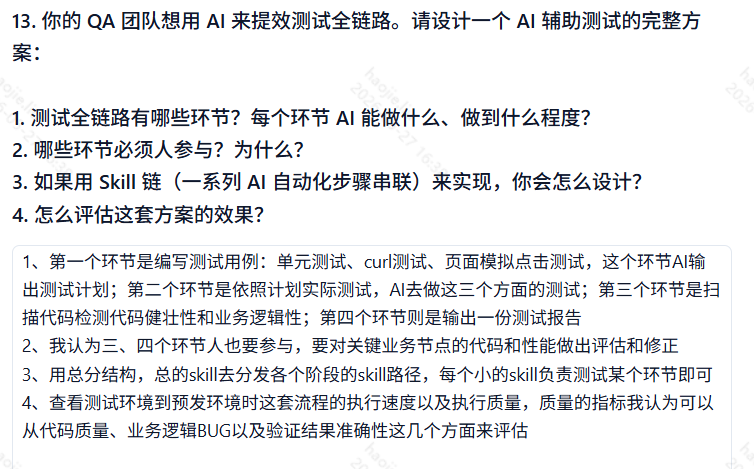 13. 你的 QA 团队想用 AI 来提效测试全链路。请设计一个 AI 辅助测试的完整方
案：
1. 测试全链路有哪些环节？每个环节 AI 能做什么、做到什么程度？
2. 哪些环节必须人参与？为什么？
3. 如果用 Skill 链（一系列 AI 自动化步骤串联）来实现，你会怎么设计？
4. 怎么评估这套方案的效果？
1、第一个环节是编写测试用例：单元测试、curl测试、页面模拟点击测试，这个环节AI输
出测试计划；第二个环节是依照计划实际测试，AI去做这三个方面的测试；第三个环节是扫
描代码检测代码健壮性和业务逻辑性；第四个环节则是输出一份测试报告
2、我认为三、四个环节人也要参与，要对关键业务节点的代码和性能做出评估和修正
3、用总分结构，总的skill去分发各个阶段的skill路径，每个小的skill负责测试某个环节即可
4、查看测试环境到预发环境时这套流程的执行速度以及执行质量，质量的指标我认为可以
从代码质量、业务逻辑BUG以及验证结果准确性这几个方面来评估